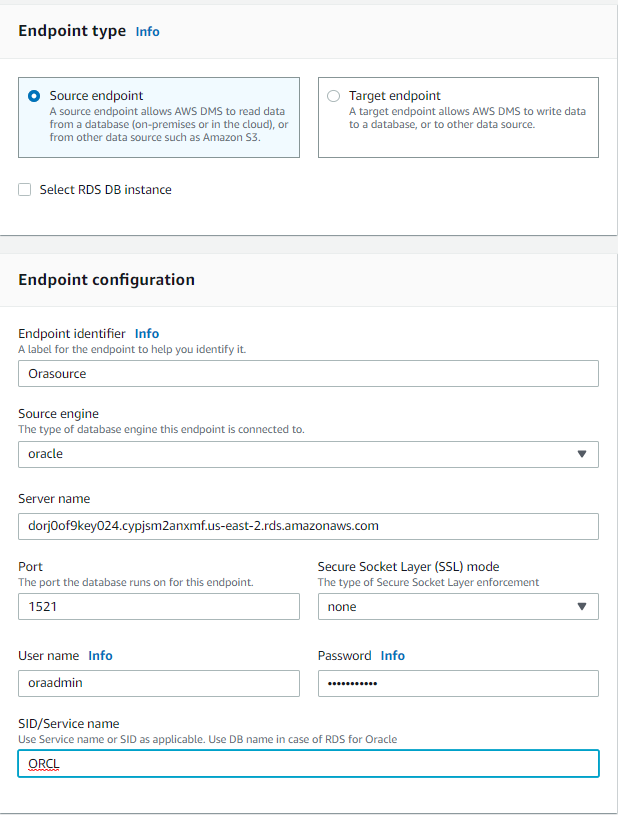 Endpoint type Info
Source endpoint
A source endpoint allows AWS DMS to read data
from a database (on-premises or in the cloud), or
from other data source such as Amazon S3.
Target endpoint
A target endpoint allows AWS DMS to write data
to a database, or to other data source.
Select RDS DB instance
Endpoint configuration
Endpoint identifier Info
A label for the endpoint to help you identify it.
Orasource
Source engine
The type of database engine this endpoint is connected to.
oracle
Server name
dorj0of9key024.cypjsm2anxmf.us-east-2.rds.amazonaws.com
Port
The port the database runs on for this endpoint.
1521
Secure Socket Layer (SSL) mode
The type of Secure Socket Layer enforcement
none
User name Info
oraadmin
Password Info
•••••••••••
SID/Service name
Use Service name or SID as applicable. Use DB name in case of RDS for Oracle
ORCL